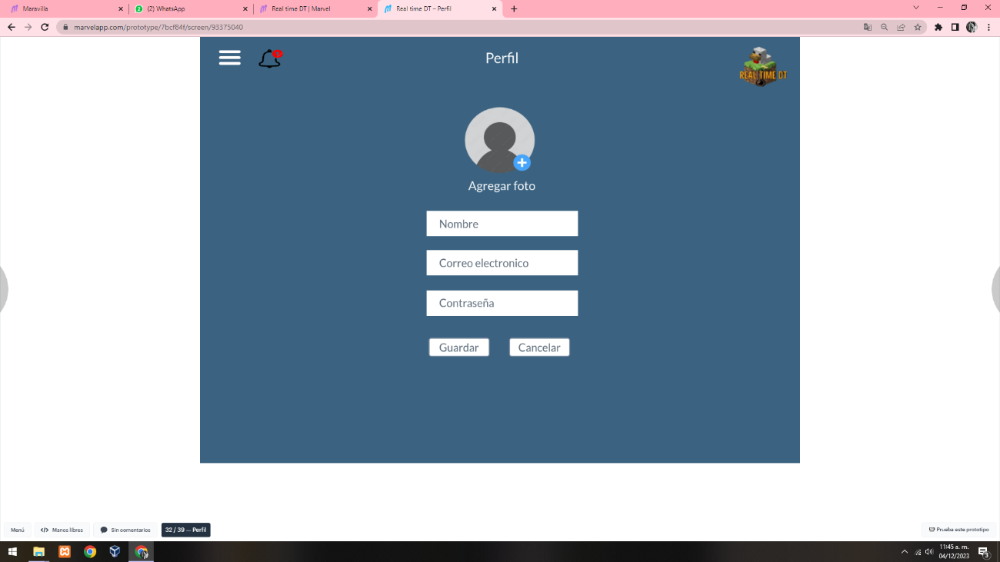 Maravilla
(2) WhatsApp
Real time DT | Marvel
Real time DT – Perfil
marvelapp.com/prototype/7bcf84f/screen/93375040
Perfil
REAL TIME DT
Agregar foto
Nombre
Correo electronico
Contraseña
Guardar
Cancelar
Menú
Manos libres
Sin comentarios
32 / 39 — Perfil
Prueba este prototipo
11:45 a. m.
04/12/2023
3